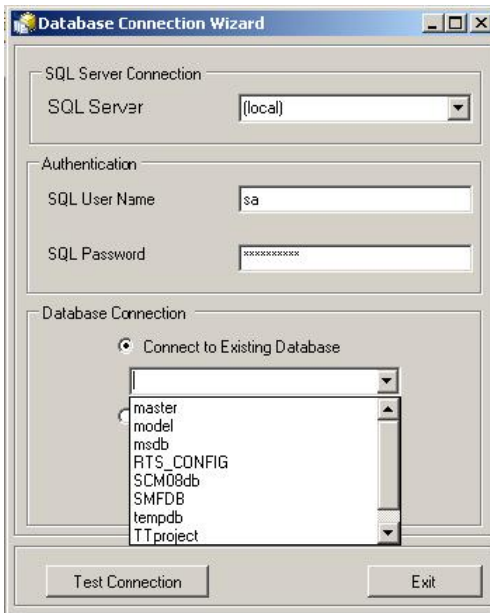 Database Connection Wizard
SQL Server Connection
SQL Server
(local)
Authentication
SQL User Name
sa
SQL Password
××××××××××
Database Connection
Connect to Existing Database
master
model
msdb
RTS_CONFIG
SCM08db
SMFDB
tempdb
TTproject
Test Connection
Exit